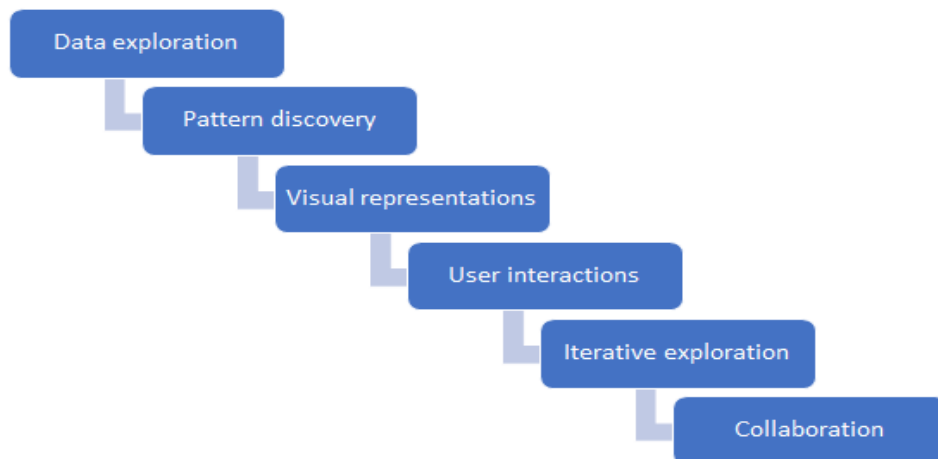 Data exploration
Pattern discovery
Visual representations
User interactions
Iterative exploration
Collaboration